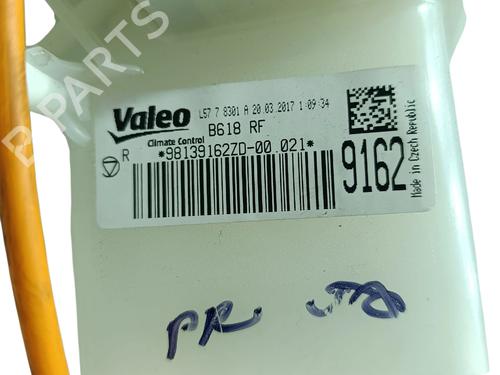 L57 7 8301 A 20.03.2017 1:09:34
Valeo
B618 RF
Climate Control
R *98139162ZD-00.021*
9162
Made in Czech Republic
PR
B-PARTS